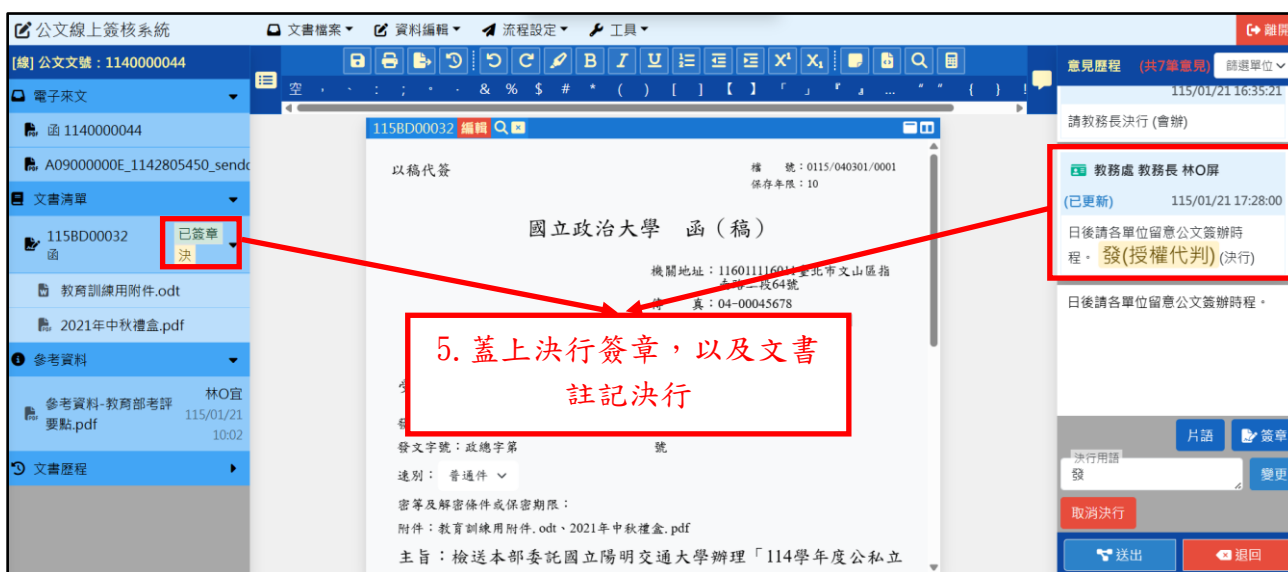 公文線上簽核系統
文書檔案 資料編輯 流程設定 工具
離開
[線] 公文文號：1140000044
電子來文
函 1140000044
A09000000E_1142805450_sendo
文書清單
115BD00032
函
已簽章
決
教育訓練用附件.odt
2021年中秋禮盒.pdf
參考資料
參考資料-教育部考評
要點.pdf
林O宜
115/01/21
10:02
文書歷程
B I U X¹ X₁
空 , 、 : ; 。 · & % $ # * ( ) [ ] 【 】 「 」 『 』 … “ “ { } !
115BD00032 編輯
以稿代簽
檔 號：0115/040301/0001
保存年限：10
國立政治大學 函（稿）
機關地址：116011116011臺北市文山區指
傳 真：04-00045678
5. 蓋上決行簽章，以及文書
註記決行
發文字號：政總字第 號
速別： 普通件
密等及解密條件或保密期限：
附件：教育訓練用附件.odt、2021年中秋禮盒.pdf
主旨：檢送本部委託國立陽明交通大學辦理「114學年度公私立
意見歷程 (共7筆意見) 篩選單位
115/01/21 16:35:21
請教務長決行 (會辦)
教務處 教務長 林O屏
(已更新) 115/01/21 17:28:00
日後請各單位留意公文簽辦時
程。 發(授權代判) (決行)
日後請各單位留意公文簽辦時程。
片語 簽章
決行用語
發
變更
取消決行
送出 退回